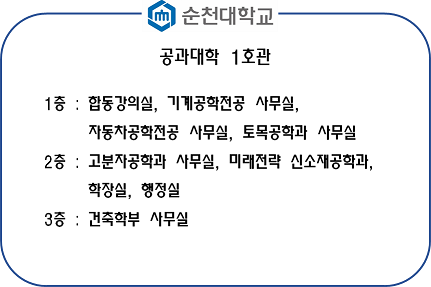 순천대학교
공과대학 1호관
1층 : 합동강의실, 기계공학전공 사무실,
자동차공학전공 사무실, 토목공학과 사무실
2층 : 고분자공학과 사무실, 미래전략 신소재공학과,
학장실, 행정실
3층 : 건축학부 사무실